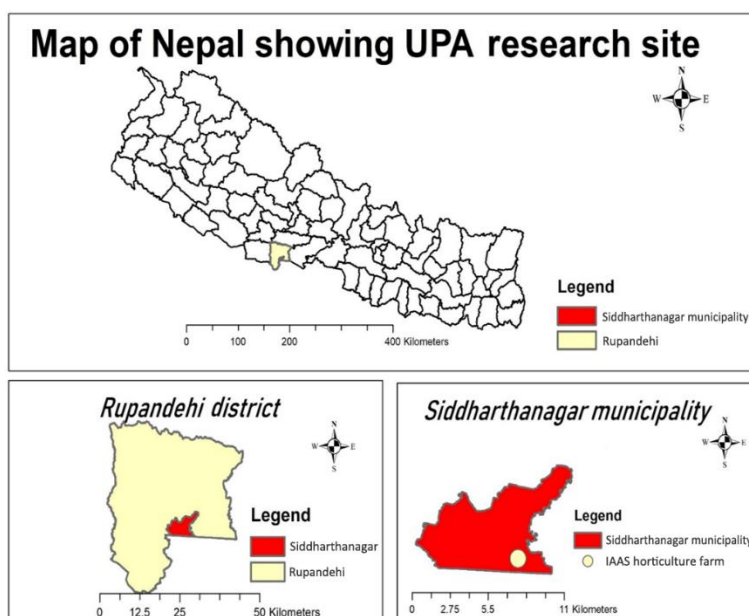 Map of Nepal showing UPA research site
N
W E
S
Legend
Siddharthanagar municipality
Rupandehi
0 100 200 400 Kilometers
Rupandehi district
N
W E
S
Legend
Siddharthanagar
Rupandehi
0 12.5 25 50 Kilometers
Siddharthanagar municipality
N
W E
S
Legend
Siddharthanagar municipality
IAAS horticulture farm
0 2.75 5.5 11 Kilometers